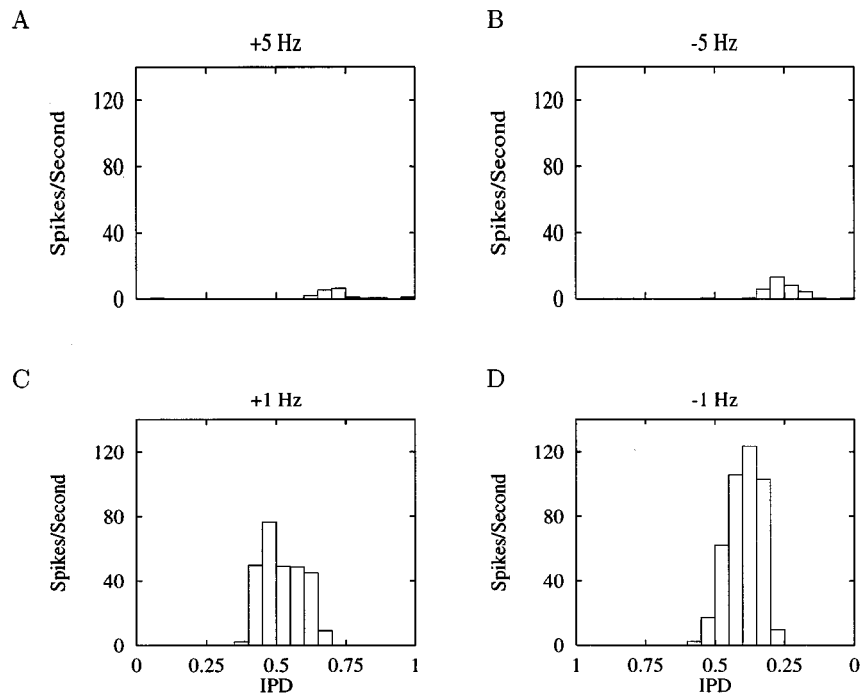 A
+5 Hz
Spikes/Second
120
80
40
0
B
-5 Hz
Spikes/Second
120
80
40
0
C
+1 Hz
Spikes/Second
120
80
40
0
0 0.25 0.5 0.75 1
IPD
D
-1 Hz
Spikes/Second
120
80
40
0
1 0.75 0.5 0.25 0
IPD